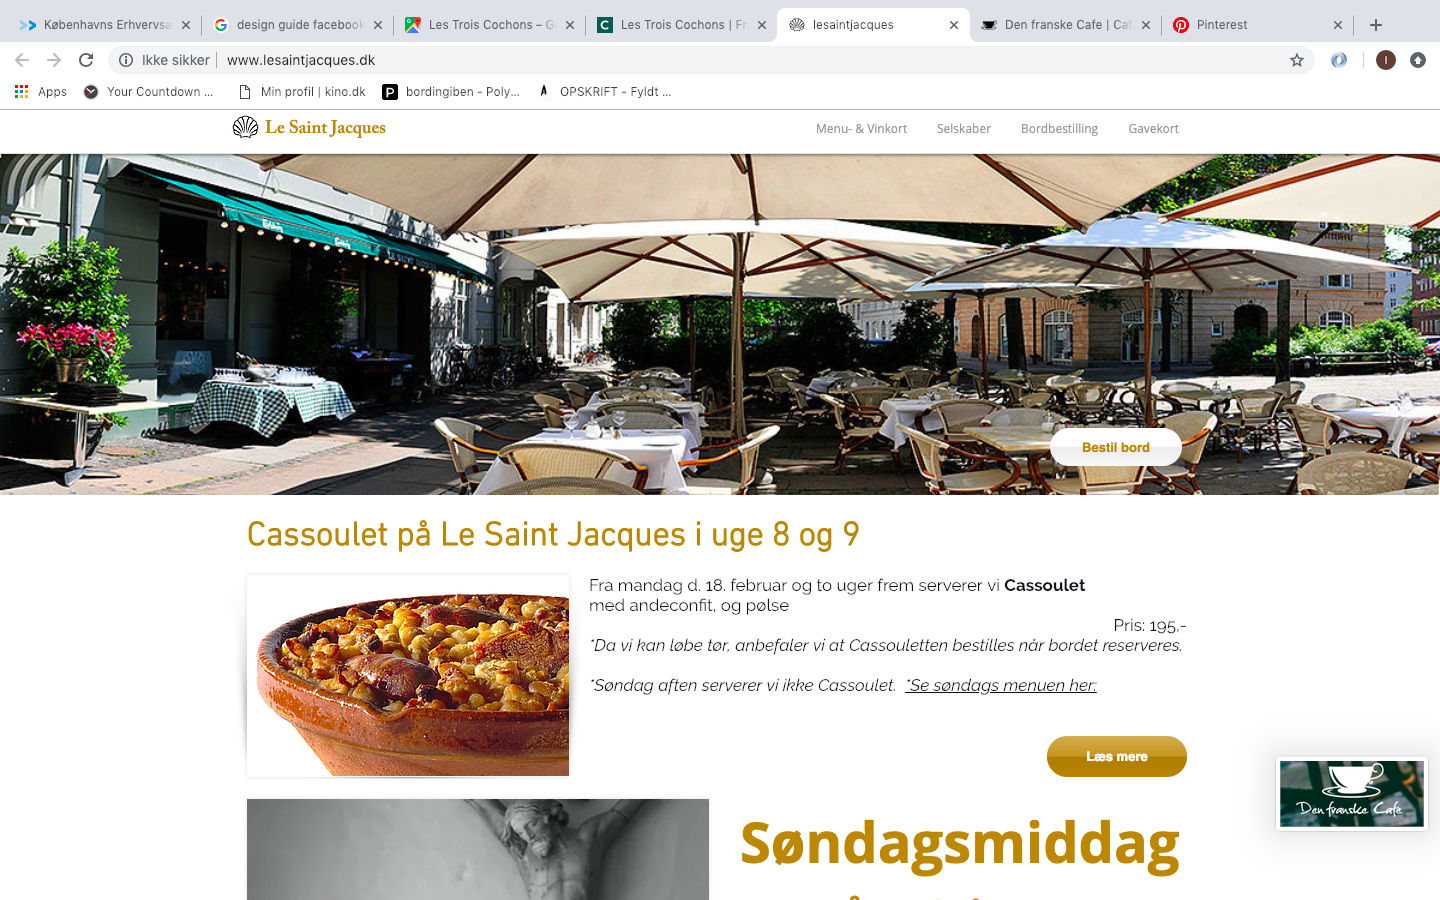 Københavns Erhvervsa
design guide facebook
Les Trois Cochons – G
Les Trois Cochons | Fr
lesaintjacques
Den franske Cafe | Caf
Pinterest
Ikke sikker
www.lesaintjacques.dk
I
Apps
Your Countdown ...
Min profil | kino.dk
bordingiben - Poly...
OPSKRIFT - Fyldt ...
Le Saint Jacques
Menu- & Vinkort
Selskaber
Bordbestilling
Gavekort
Bestil bord
Cassoulet på Le Saint Jacques i uge 8 og 9
Fra mandag d. 18. februar og to uger frem serverer vi Cassoulet
med andeconfit, og pølse
Pris: 195,-
*Da vi kan løbe tør, anbefaler vi at Cassouletten bestilles når bordet reserveres.
*Søndag aften serverer vi ikke Cassoulet. *Se søndags menuen her:
Læs mere
Den franske Cafe
Søndagsmiddag